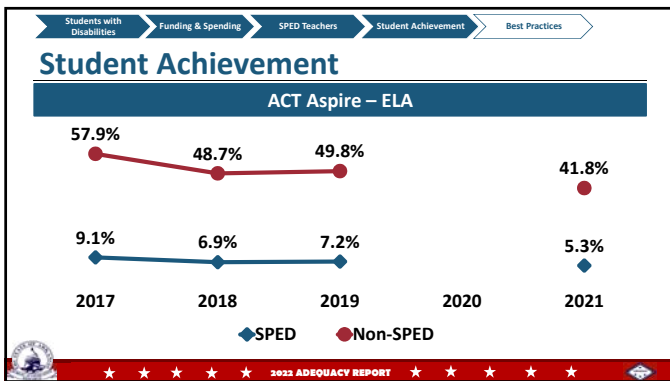 Students with
Disabilities
Funding & Spending
SPED Teachers
Student Achievement
Best Practices
Student Achievement
ACT Aspire – ELA
57.9%
48.7%
49.8%
41.8%
9.1%
6.9%
7.2%
5.3%
2017
2018
2019
2020
2021
SPED
Non-SPED
2022 ADEQUACY REPORT